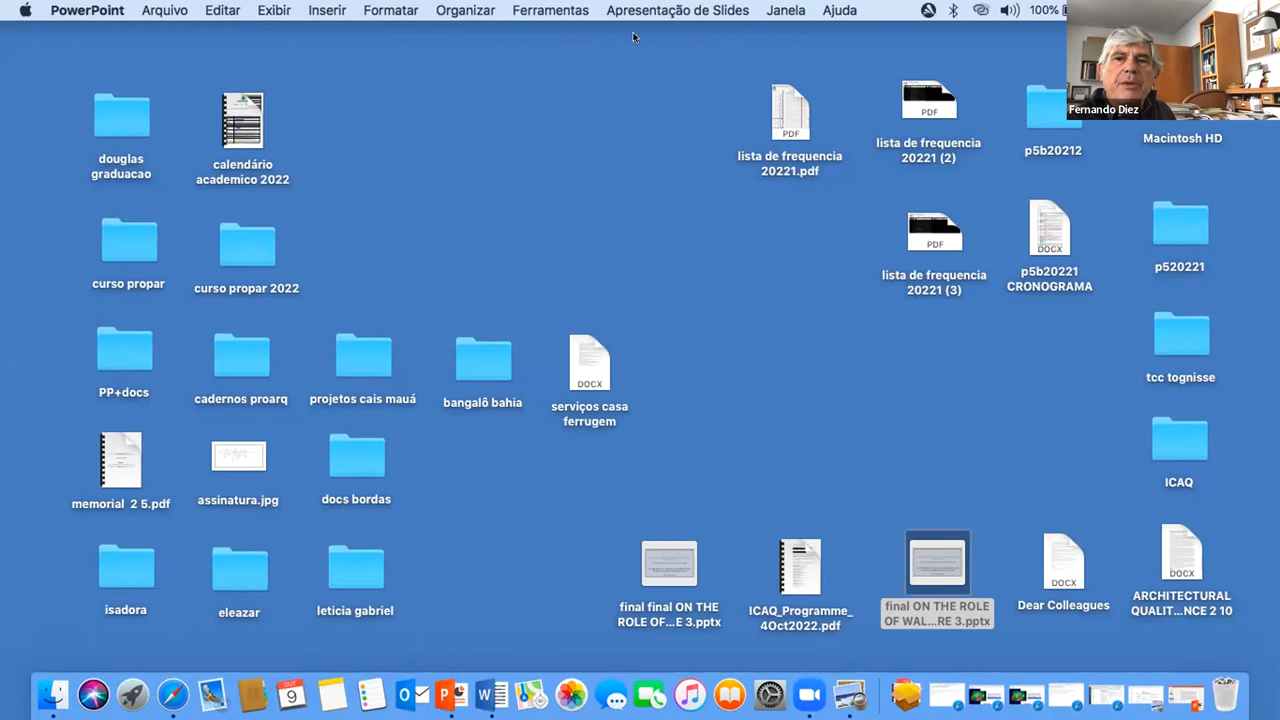 PowerPoint Arquivo Editar Exibir Inserir Formatar Organizar Ferramentas Apresentação de Slides Janela Ajuda 100%
Fernando Diez
douglas
graduacao
calendário
academico 2022
PDF
lista de frequencia
20221.pdf
PDF
lista de frequencia
20221 (2)
p5b20212
Macintosh HD
curso propar
curso propar 2022
PDF
lista de frequencia
20221 (3)
DOCX
p5b20221
CRONOGRAMA
p520221
PP+docs
cadernos proarq
projetos cais mauá
bangalô bahia
DOCX
serviços casa
ferrugem
tcc tognisse
memorial 2 5.pdf
assinatura.jpg
docs bordas
ICAQ
isadora
eleazar
leticia gabriel
final final ON THE
ROLE OF...E 3.pptx
ICAQ_Programme_
4Oct2022.pdf
final ON THE ROLE
OF WAL...RE 3.pptx
DOCX
Dear Colleagues
DOCX
ARCHITECTURAL
QUALIT...NCE 2 10
OUT
9